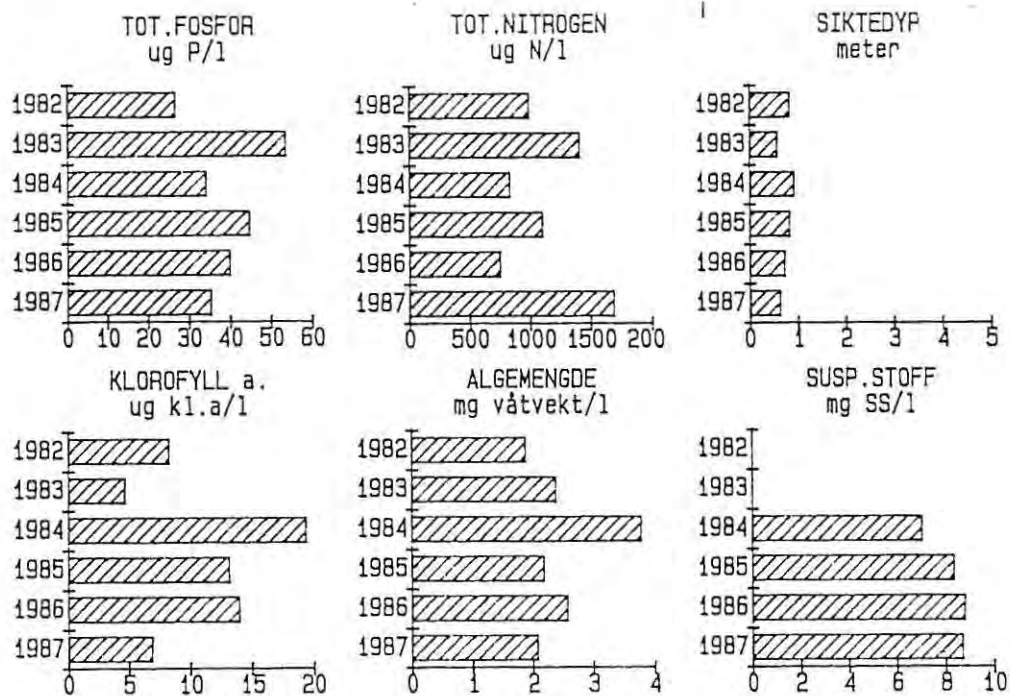 TOT.FOSFOR
ug P/l
1982
1983
1984
1985
1986
1987
0 10 20 30 40 50 60
TOT.NITROGEN
ug N/l
1982
1983
1984
1985
1986
1987
0 500 1000 1500 200
SIKTEDYP
meter
1982
1983
1984
1985
1986
1987
0 1 2 3 4 5
KLOROFYLL a.
ug kl.a/l
1982
1983
1984
1985
1986
1987
0 5 10 15 20
ALGEMENGDE
mg våtvekt/l
1982
1983
1984
1985
1986
1987
0 1 2 3 4
SUSP.STOFF
mg SS/l
1982
1983
1984
1985
1986
1987
0 2 4 6 8 10